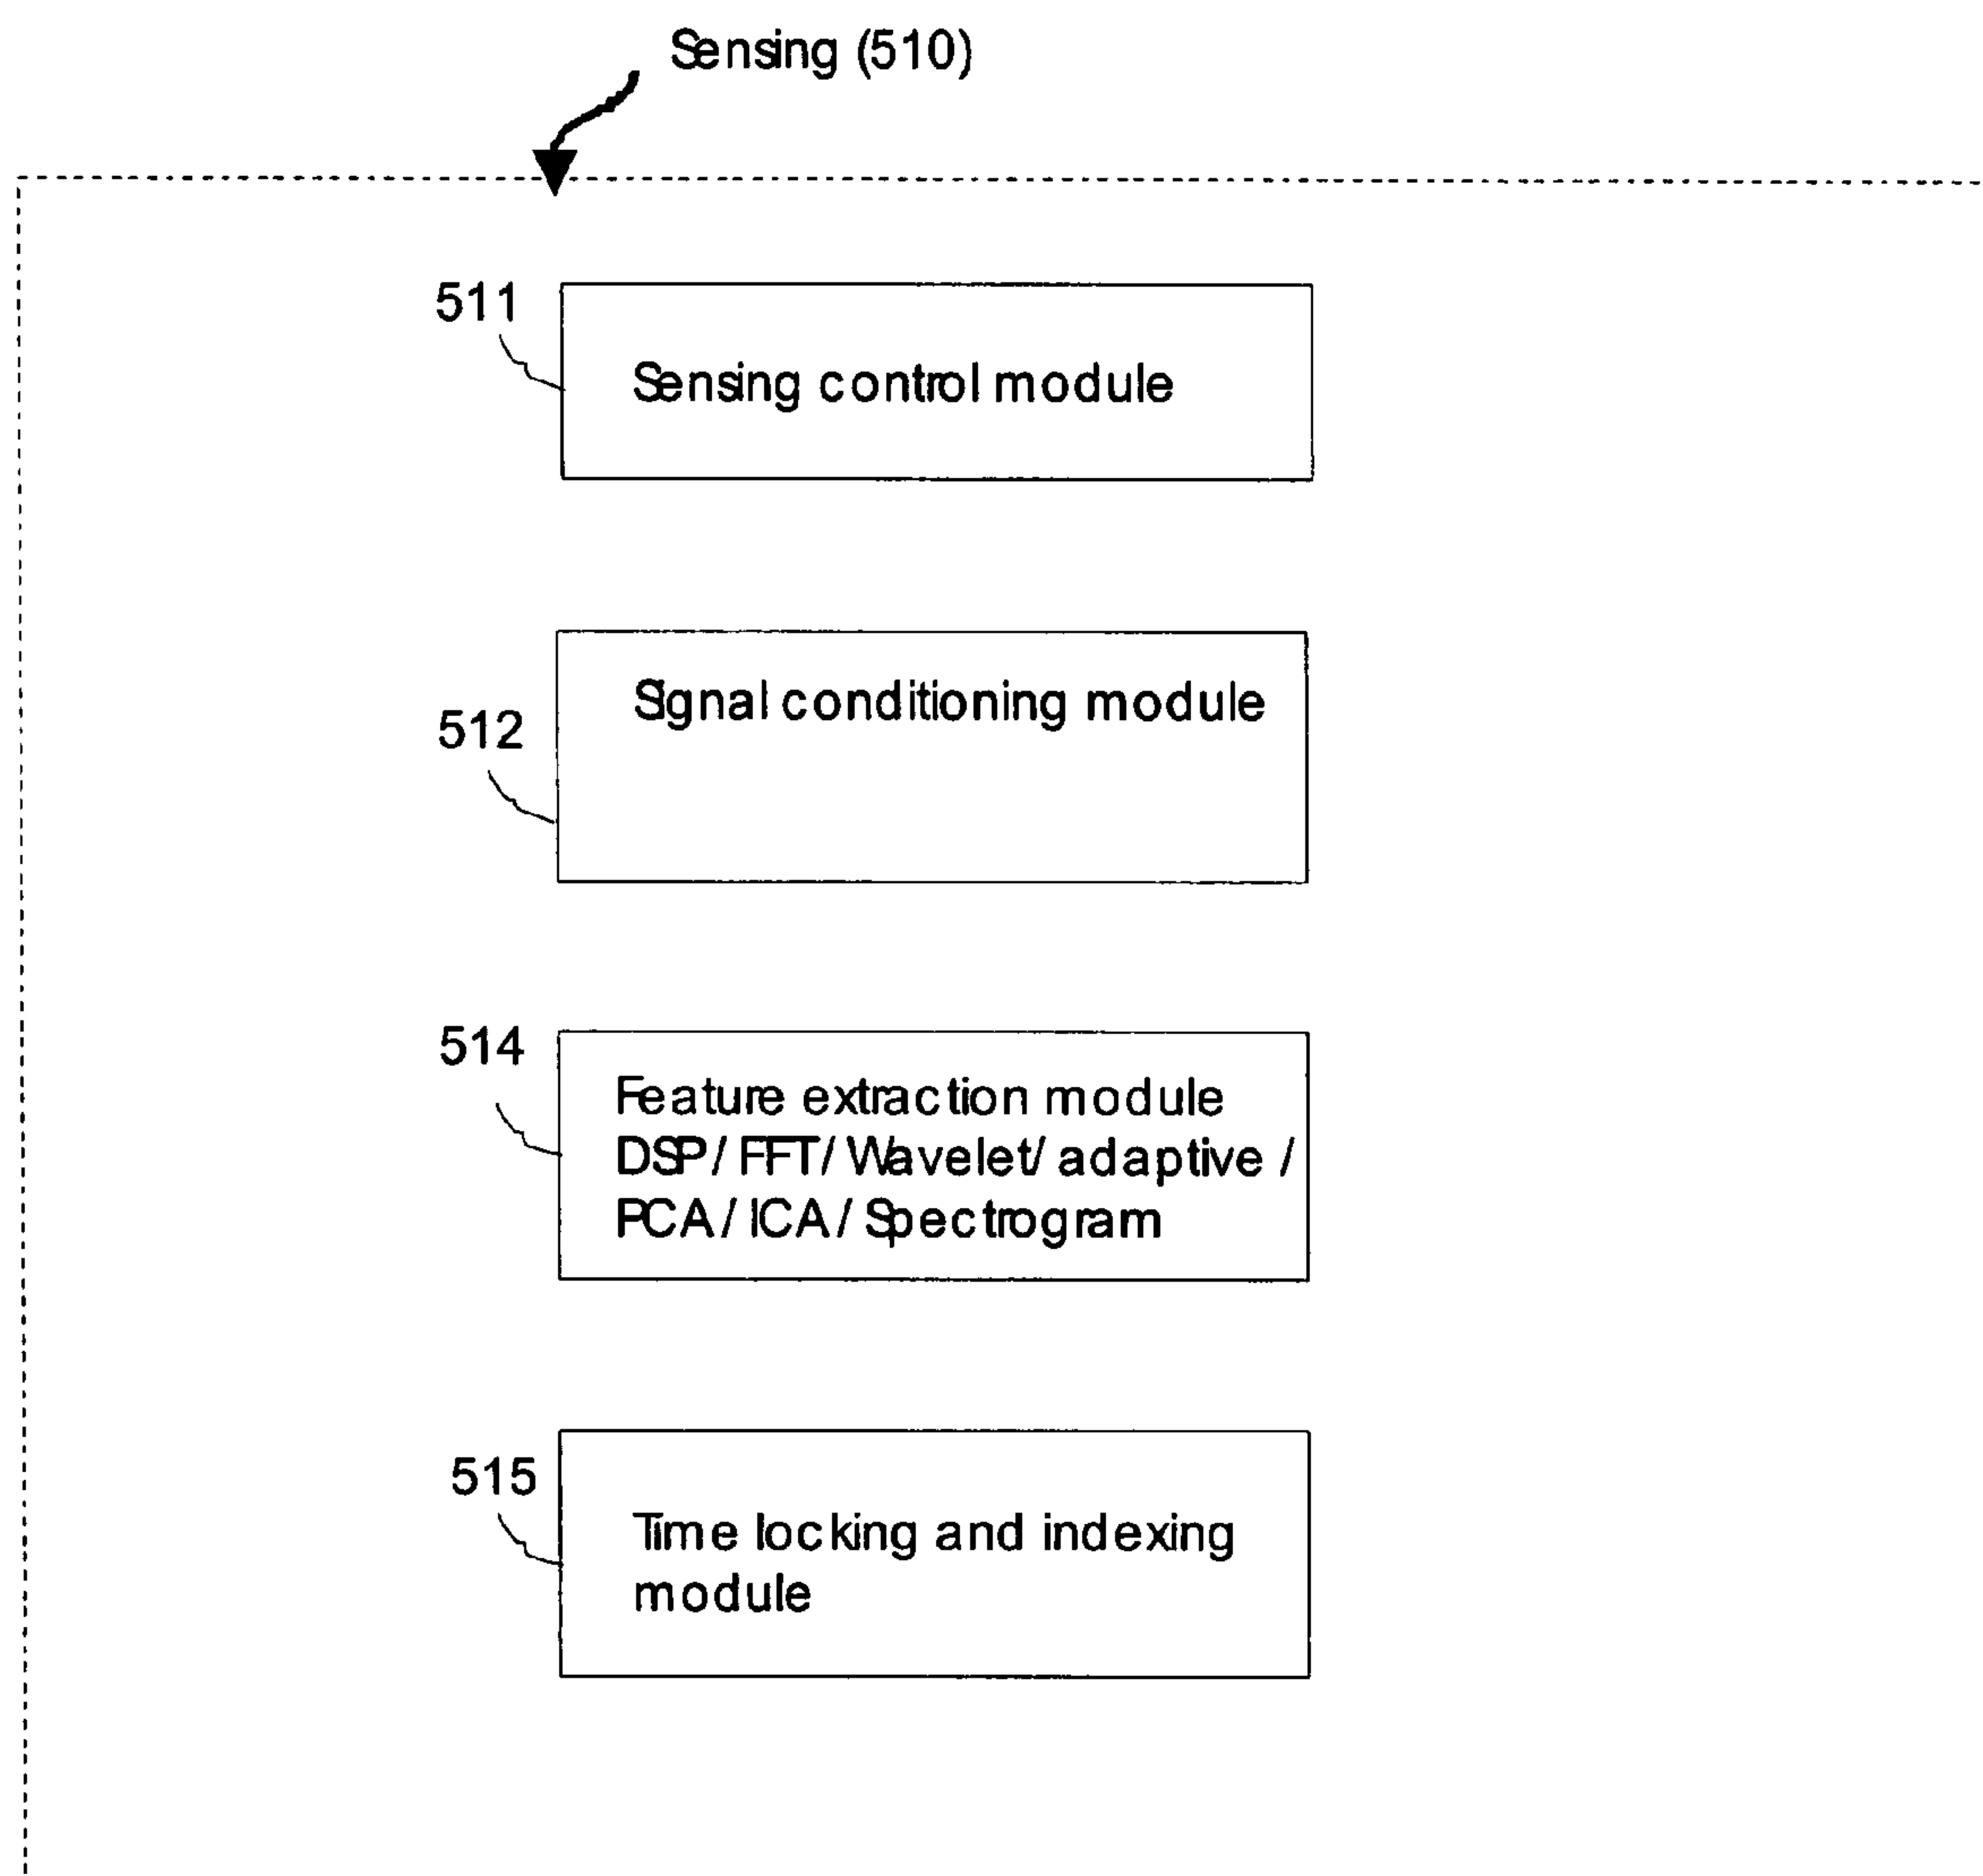 Sensing (510)
511
Sensing control module
Signal conditioning module
512
514
Feature extraction module
DSP / FFT / Wavelet / adaptive /
PCA / ICA / Spectrogram
515
Time locking and indexing
module